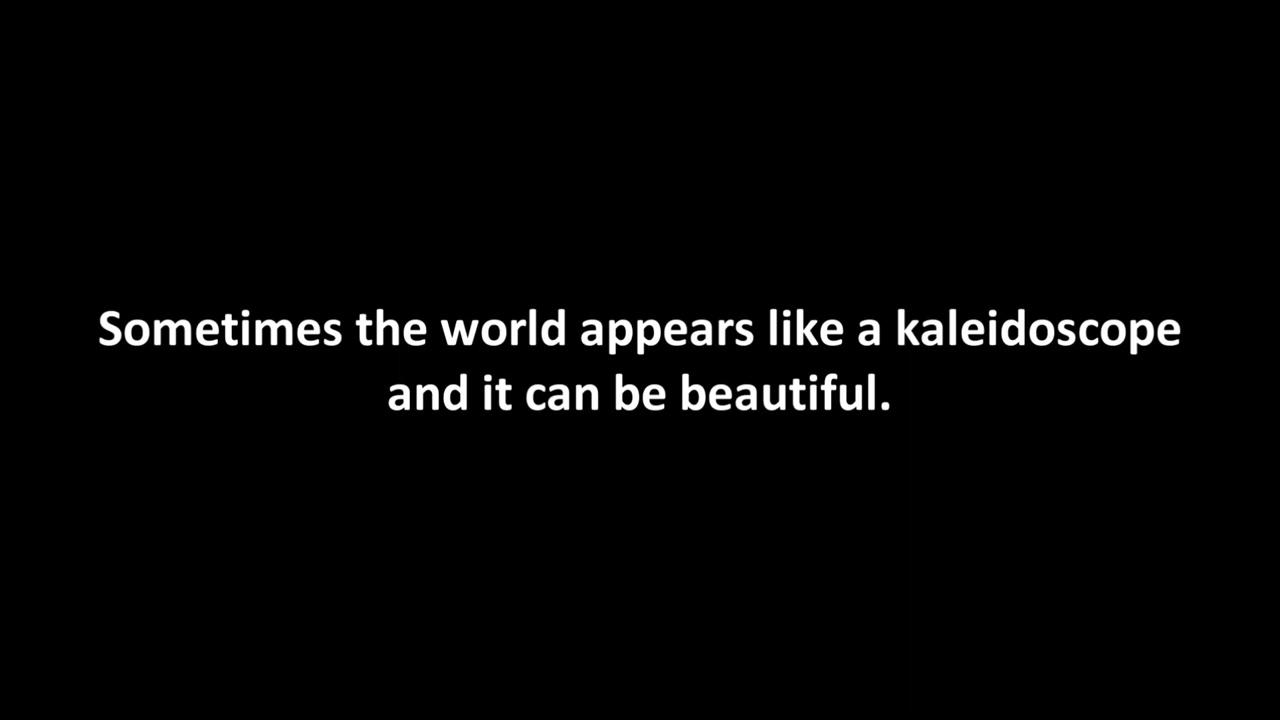 Sometimes the world appears like a kaleidoscope
and it can be beautiful.